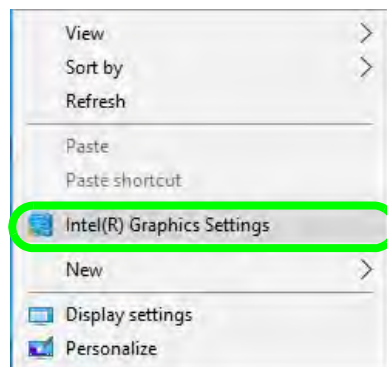 View
Sort by
Refresh
Paste
Paste shortcut
Intel(R) Graphics Settings
New
Display settings
Personalize